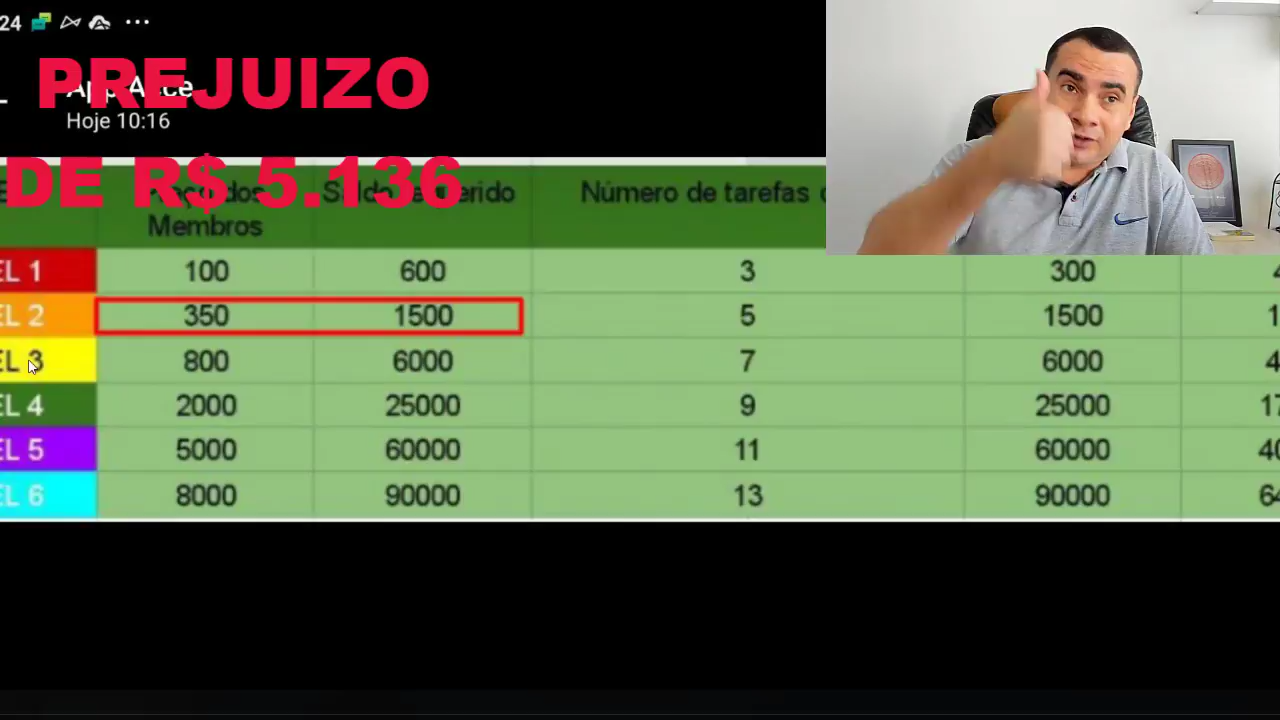 24
PREJUIZO
App
Hoje 10:16
DE R$ 5.136
Número de tarefas
Membros
EL 1 100 600 3 300
EL 2 350 1500 5 1500
EL 3 800 6000 7 6000
EL 4 2000 25000 9 25000
EL 5 5000 60000 11 60000
EL 6 8000 90000 13 90000